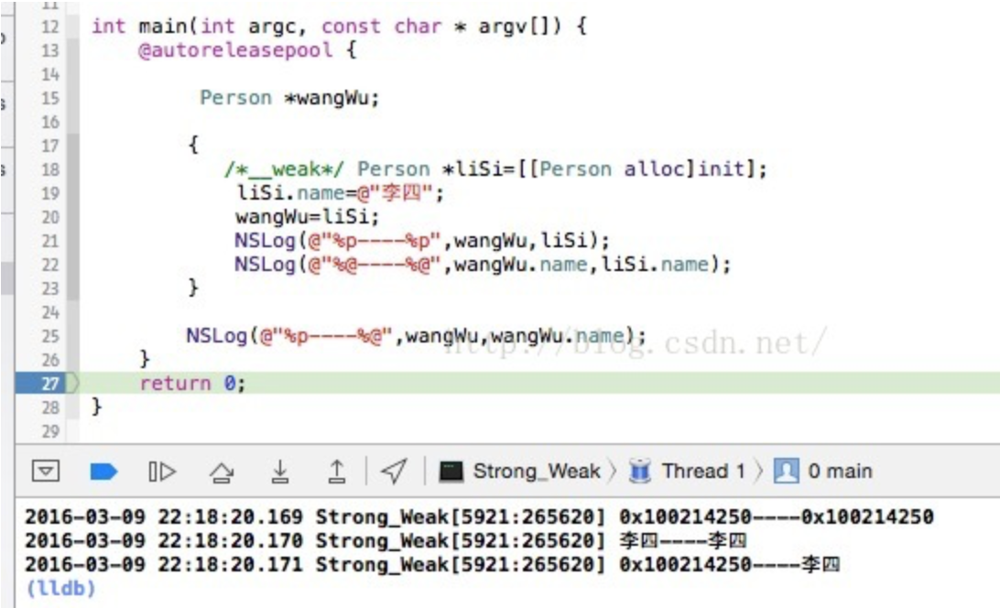 11
12 int main(int argc, const char * argv[]) {
13 @autoreleasepool {
14
15 Person *wangWu;
16
17 {
18 /*__weak*/ Person *liSi=[[Person alloc]init];
19 liSi.name=@"李四";
20 wangWu=liSi;
21 NSLog(@"%p----%p",wangWu,liSi);
22 NSLog(@"%@----%@",wangWu.name,liSi.name);
23 }
24
25 NSLog(@"%p----%@",wangWu,wangWu.name);
http://blog.csdn.net/
26 }
27 return 0;
28 }
29
Strong_Weak Thread 1 0 main
2016-03-09 22:18:20.169 Strong_Weak[5921:265620] 0x100214250----0x100214250
2016-03-09 22:18:20.170 Strong_Weak[5921:265620] 李四----李四
2016-03-09 22:18:20.171 Strong_Weak[5921:265620] 0x100214250----李四
(lldb)